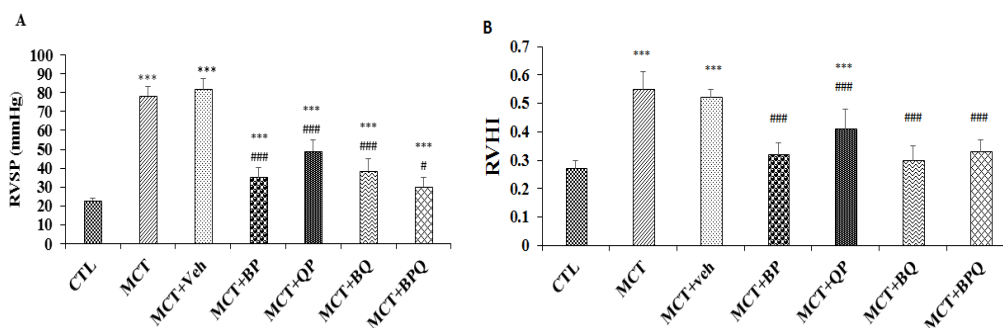 A
RVSP (mmHg)
100
90
80
70
60
50
40
30
20
10
0
***
***
***
###
***
###
***
###
***
#
CTL
MCT
MCT+Veh
MCT+BP
MCT+QP
MCT+BQ
MCT+BPQ
B
RVHI
0.7
0.6
0.5
0.4
0.3
0.2
0.1
0
***
***
###
***
###
###
###
CTL
MCT
MCT+veh
MCT+BP
MCT+QP
MCT+BQ
MCT+BPQ